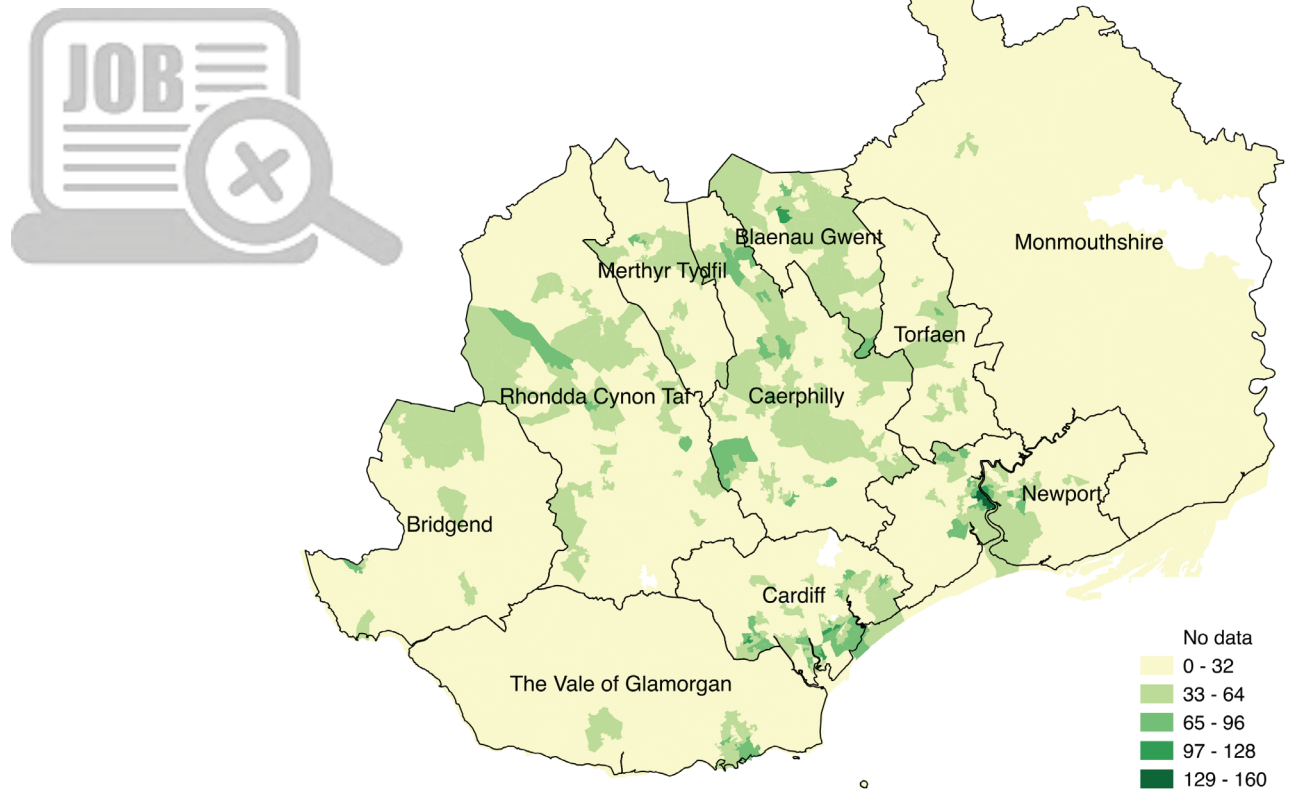 JOB
Blaenau Gwent
Monmouthshire
Merthyr Tydfil
Torfaen
Rhondda Cynon Taf
Caerphilly
Newport
Bridgend
Cardiff
The Vale of Glamorgan
No data
0 - 32
33 - 64
65 - 96
97 - 128
129 - 160